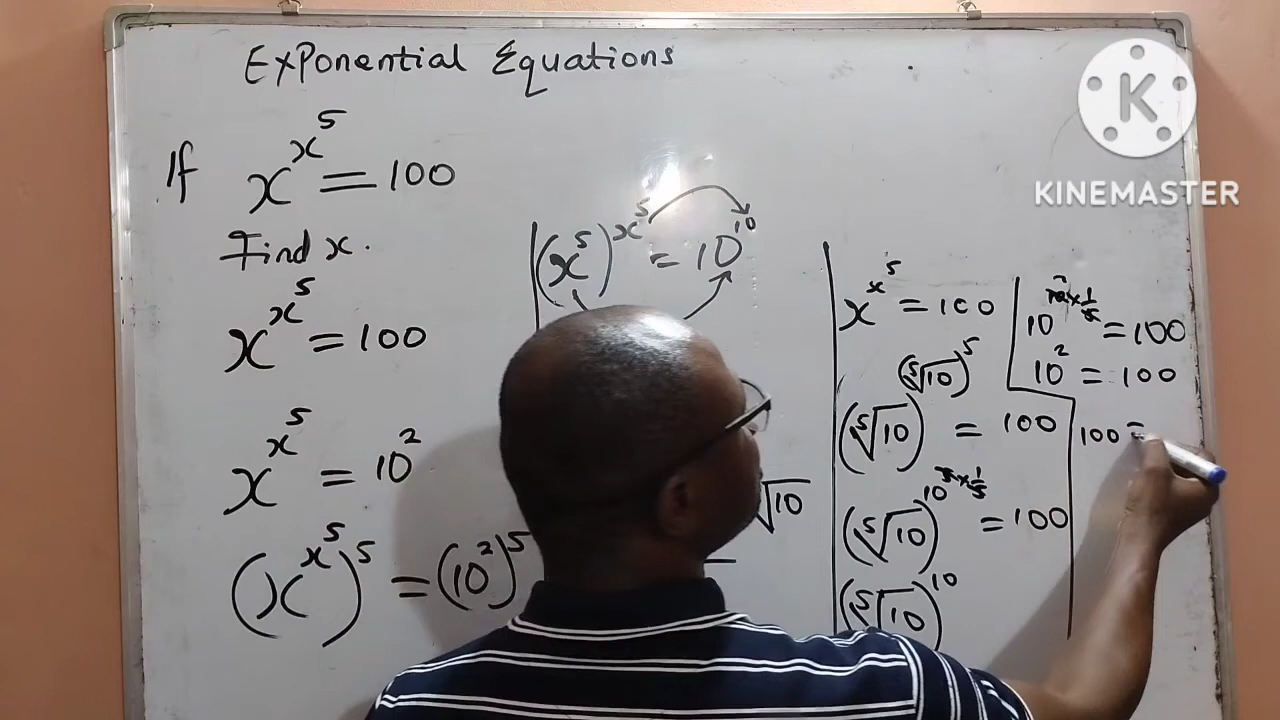 Exponential Equations
If x^x^5 = 100
Find x.
x^x^5 = 100
x^x^5 = 10^2
(x^x^5)^5 = (10^2)^5
(x^5)^x^5 = 10^10
√10
x^x^5 = 100
(⁵√10)^(⁵√10)^5 = 100
(⁵√10)^10^5×1/5 = 100
(⁵√10)^10
= 100
10^2 = 100
100 =
K
KINEMASTER